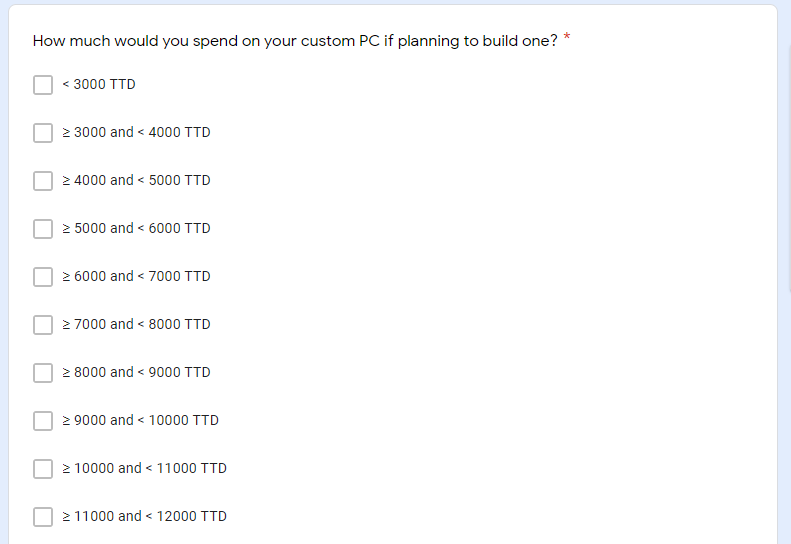 How much would you spend on your custom PC if planning to build one? *
< 3000 TTD
≥ 3000 and < 4000 TTD
≥ 4000 and < 5000 TTD
≥ 5000 and < 6000 TTD
≥ 6000 and < 7000 TTD
≥ 7000 and < 8000 TTD
≥ 8000 and < 9000 TTD
≥ 9000 and < 10000 TTD
≥ 10000 and < 11000 TTD
≥ 11000 and < 12000 TTD